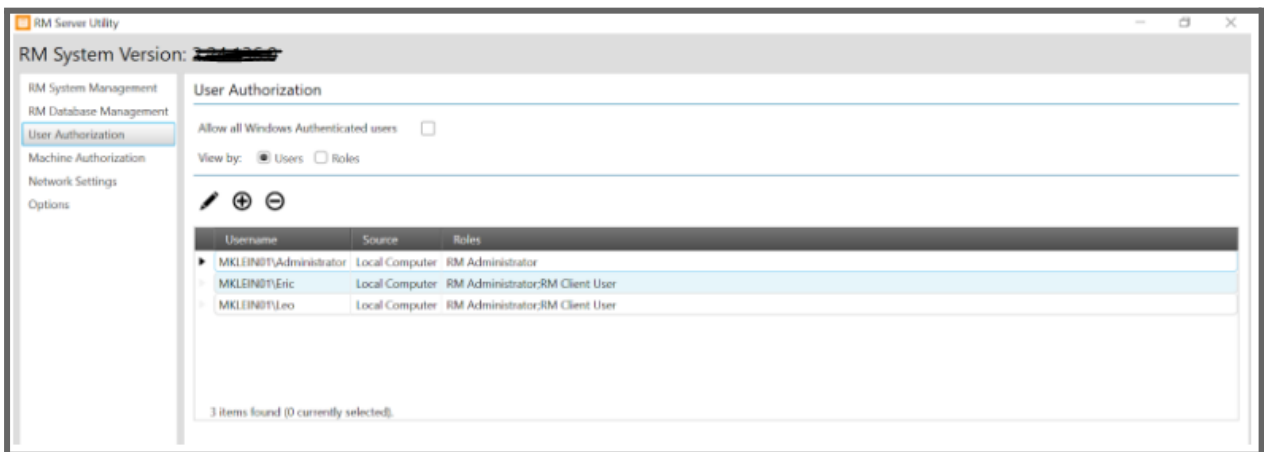 RM Server Utility
RM System Version:
RM System Management
RM Database Management
User Authorization
Machine Authorization
Network Settings
Options
User Authorization
Allow all Windows Authenticated users
View by: Users Roles
Username Source Roles
MKLEIN01\Administrator Local Computer RM Administrator
MKLEIN01\Eric Local Computer RM Administrator;RM Client User
MKLEIN01\Leo Local Computer RM Administrator;RM Client User
3 items found (0 currently selected).